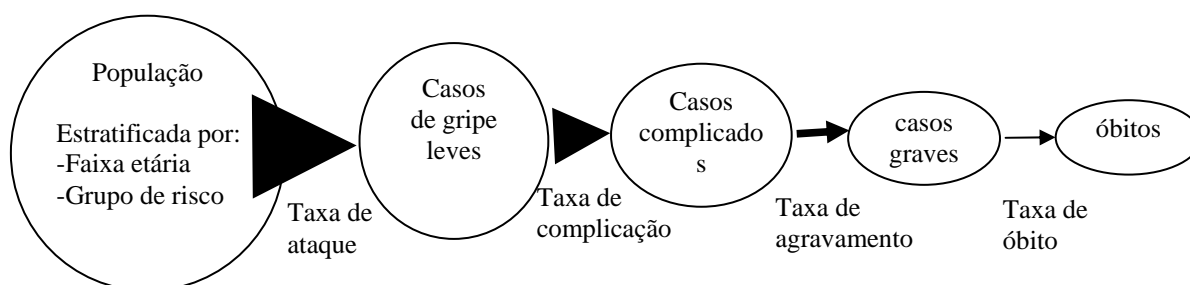 População
Estratificada por:
-Faixa etária
-Grupo de risco
Taxa de
ataque
Casos
de gripe
leves
Taxa de
complicação
Casos
complicado
s
Taxa de
agravamento
casos
graves
Taxa de
óbito
óbitos